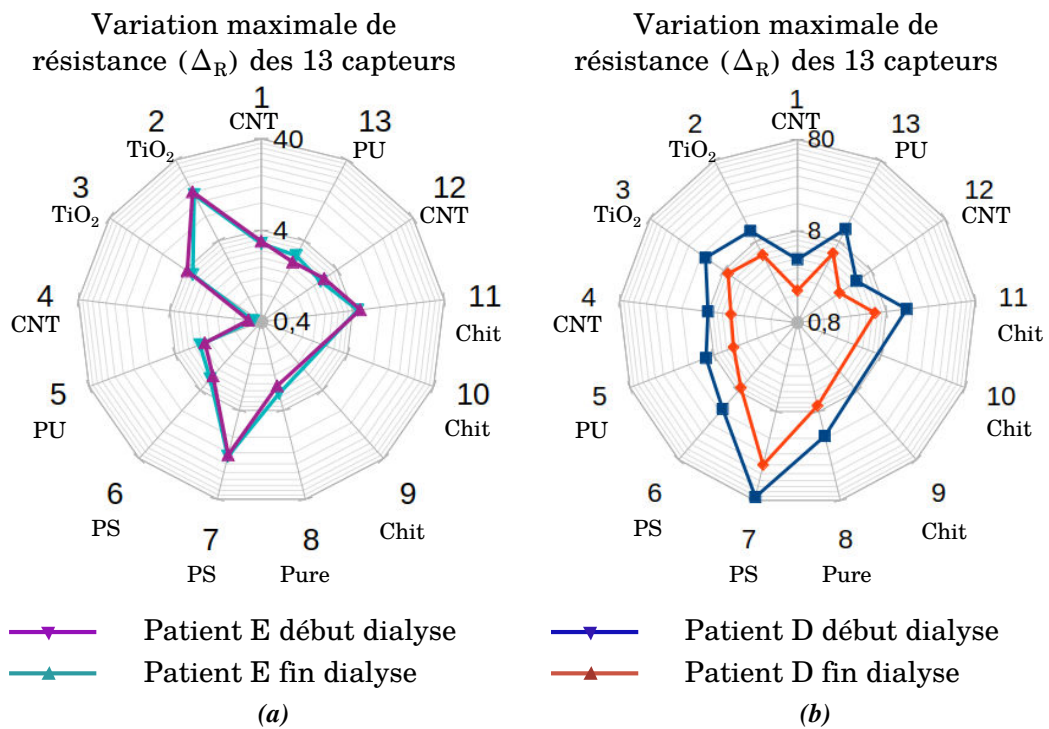 Variation maximale de
résistance (Δ_R) des 13 capteurs
1
CNT
2
TiO₂
3
TiO₂
4
CNT
5
PU
6
PS
7
PS
8
Pure
9
Chit
10
Chit
11
Chit
12
CNT
13
PU
40
4
0,4
Patient E début dialyse
Patient E fin dialyse
(a)
Variation maximale de
résistance (Δ_R) des 13 capteurs
1
CNT
2
TiO₂
3
TiO₂
4
CNT
5
PU
6
PS
7
PS
8
Pure
9
Chit
10
Chit
11
Chit
12
CNT
13
PU
80
8
0,8
Patient D début dialyse
Patient D fin dialyse
(b)